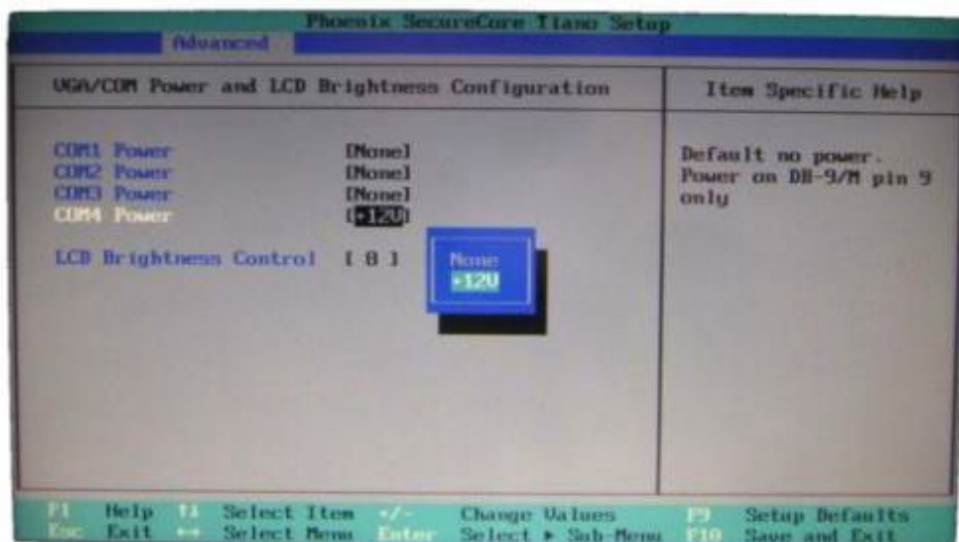 Phoenix SecureCore Tiano Setup
Advanced
VGA/COM Power and LCD Brightness Configuration
Item Specific Help
COM1 Power [None]
COM2 Power [None]
COM3 Power [None]
COM4 Power [+12V]
LCD Brightness Control [ 8 ]
None
+12V
Default no power.
Power on DB-9/M pin 9
only
F1 Help ↑↓ Select Item +/- Change Values F9 Setup Defaults
Esc Exit ↔ Select Menu Enter Select ▶ Sub-Menu F10 Save and Exit